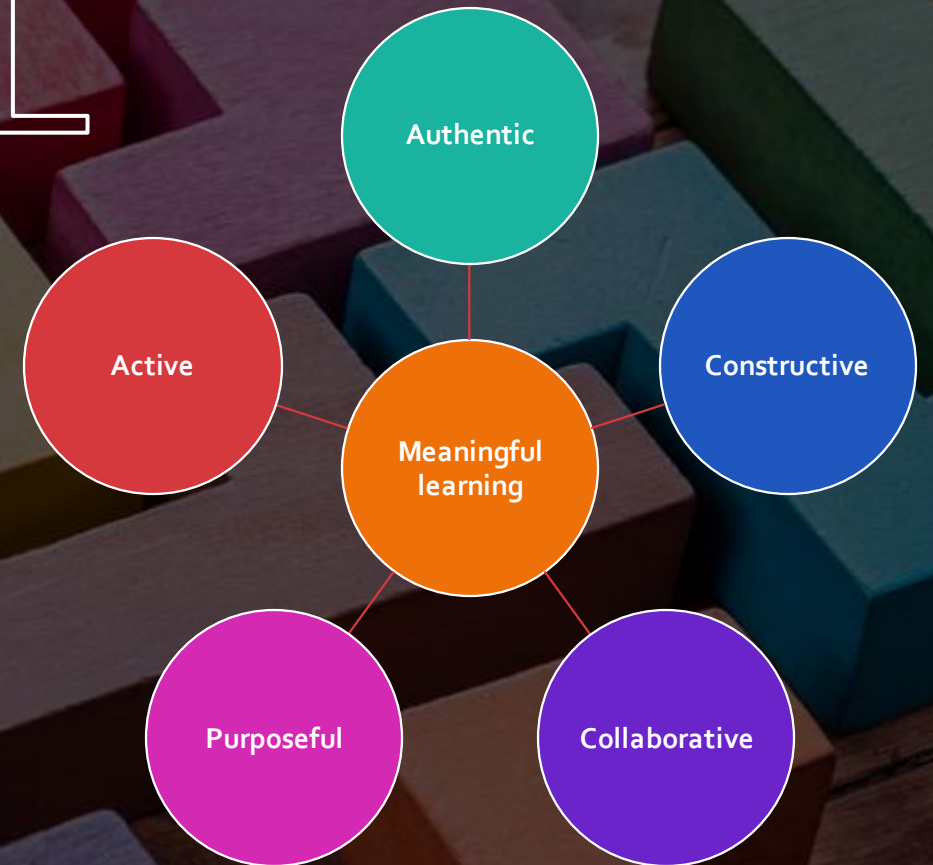 Authentic
Active
Constructive
Meaningful
learning
Purposeful
Collaborative